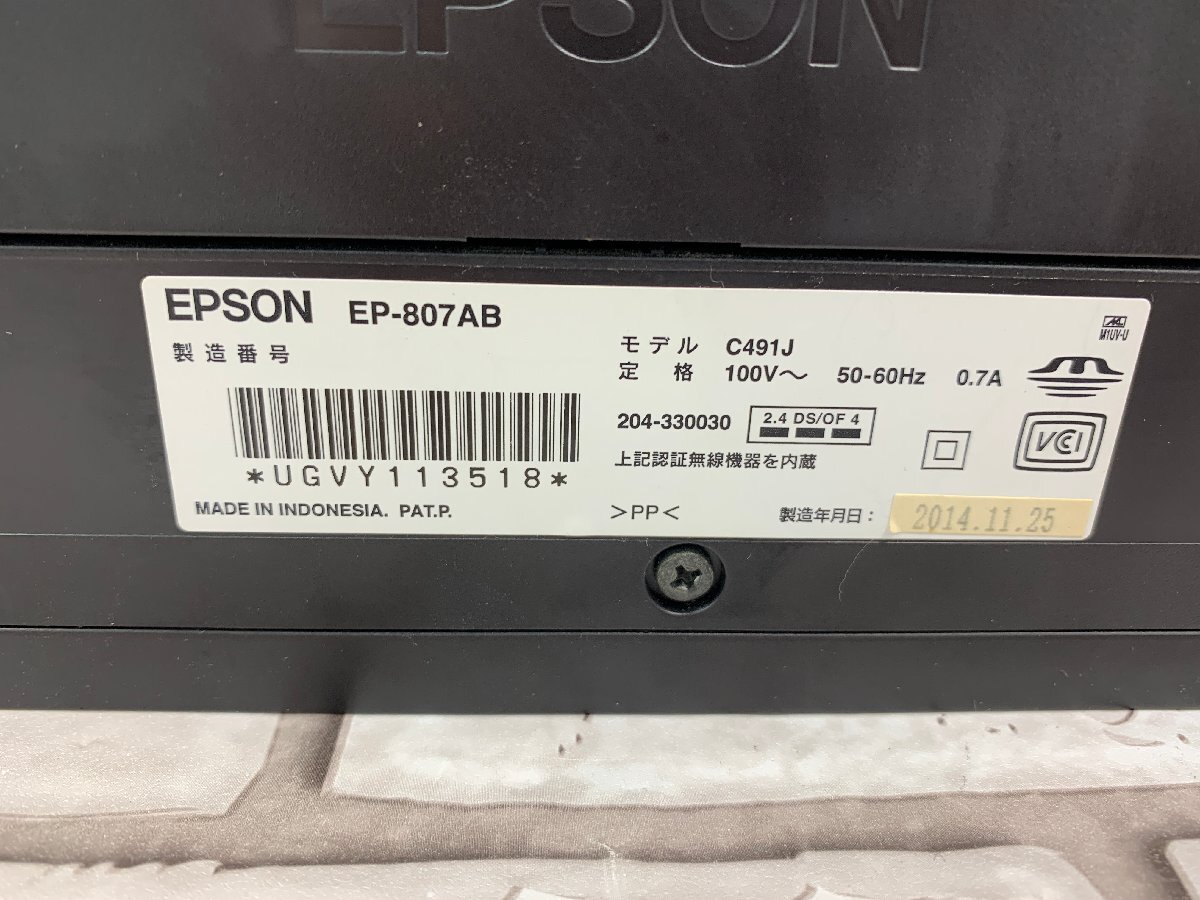 EPSON
EPSON EP-807AB
製造番号
*UGVY113518*
MADE IN INDONESIA. PAT.P.
モデル C491J
定格 100V～ 50-60Hz 0.7A
204-330030 2.4 DS/OF 4
上記認証無線機器を内蔵
>PP<
製造年月日： 2014.11.25
M1UV-U
VCCI